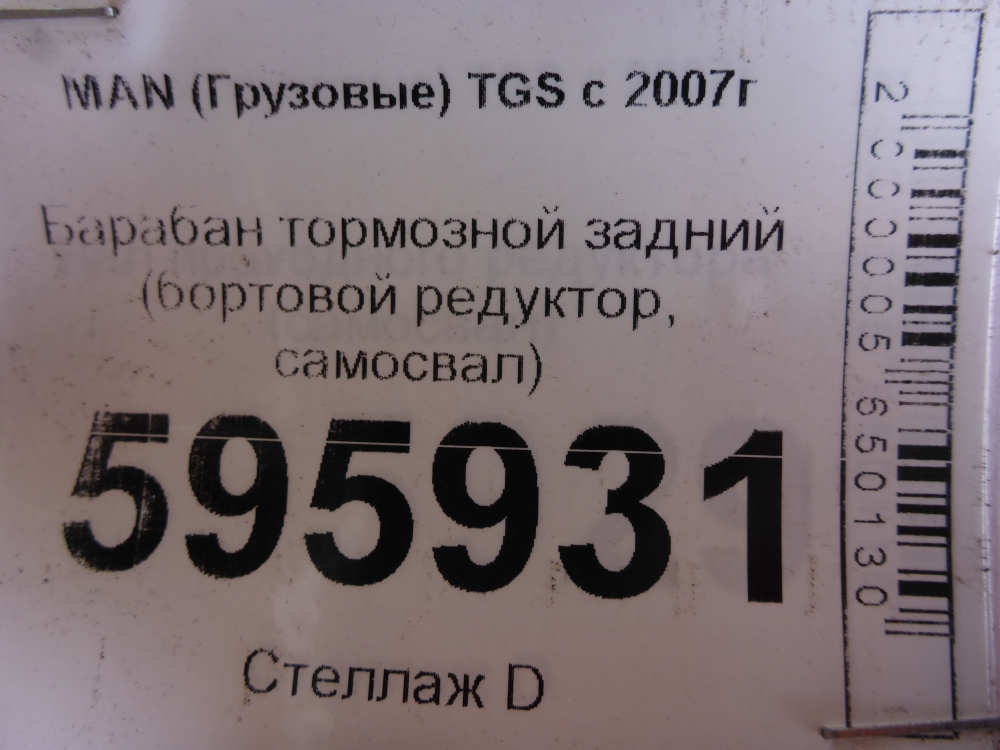 MAN (Грузовые) TGS с 2007г
Барабан тормозной задний
(бортовой редуктор,
самосвал)
595931
Стеллаж D
2000005650130